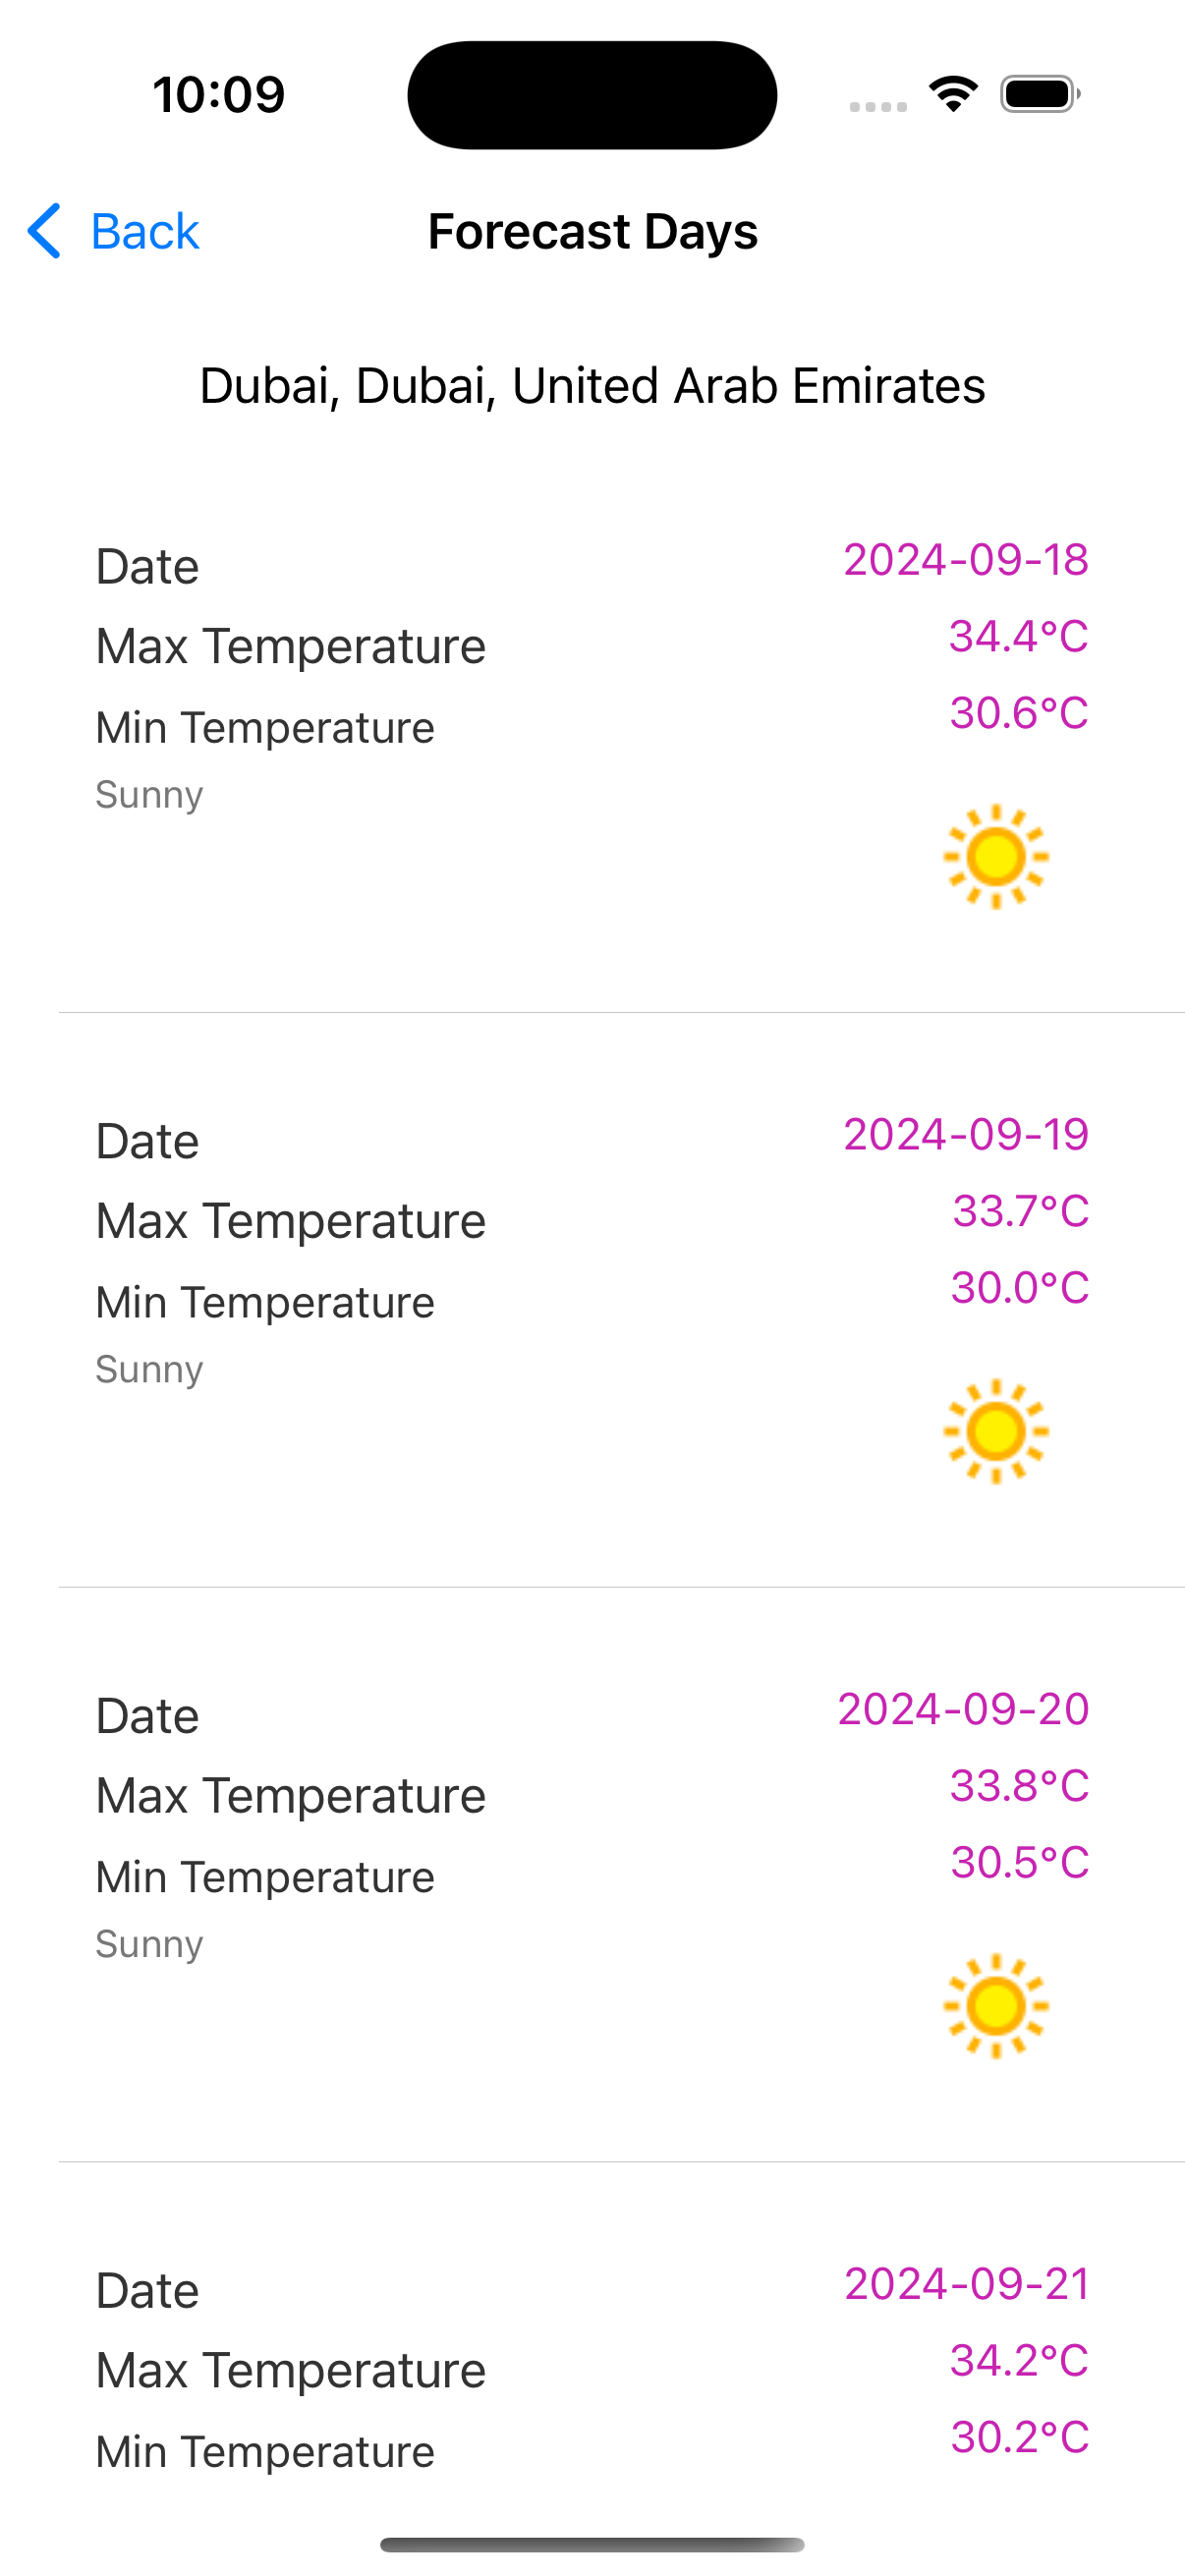 10:09
Back
Forecast Days
Dubai, Dubai, United Arab Emirates
Date 2024-09-18
Max Temperature 34.4°C
Min Temperature 30.6°C
Sunny
Date 2024-09-19
Max Temperature 33.7°C
Min Temperature 30.0°C
Sunny
Date 2024-09-20
Max Temperature 33.8°C
Min Temperature 30.5°C
Sunny
Date 2024-09-21
Max Temperature 34.2°C
Min Temperature 30.2°C